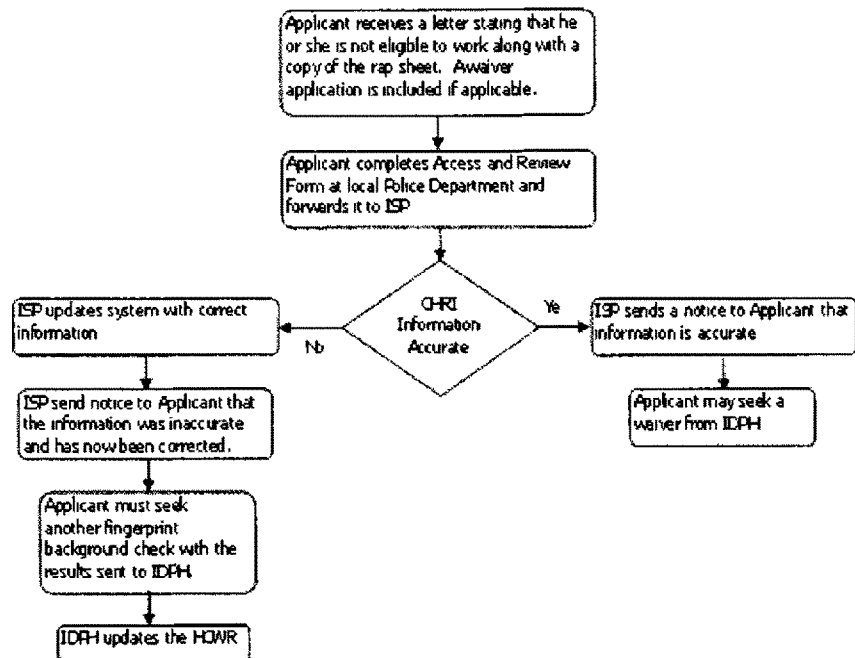 Applicant receives a letter stating that he
or she is not eligible to work along with a
copy of the rap sheet. A waiver
application is included if applicable.
Applicant completes Access and Review
Form at local Police Department and
forwards it to ISP
CHRI
Information
Accurate
No
Ye
ISP updates system with correct
information
ISP send notice to Applicant that
the information was inaccurate
and has now been corrected.
Applicant must seek
another fingerprint
background check with the
results sent to IDPH.
IDPH updates the HCWR
ISP sends a notice to Applicant that
information is accurate
Applicant may seek a
waiver from IDPH